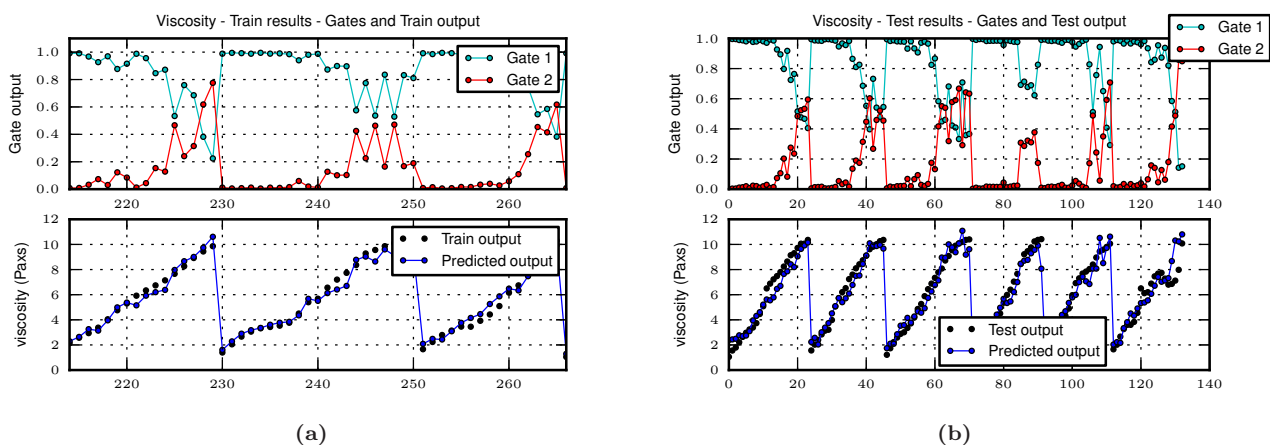 Viscosity - Train results - Gates and Train output
1.0
0.8
0.6
0.4
0.2
0.0
Gate output
Gate 1
Gate 2
220 230 240 250 260
12
10
8
6
4
2
0
viscosity (Paxs)
Train output
Predicted output
220 230 240 250 260
(a)
Viscosity - Test results - Gates and Test output
1.0
0.8
0.6
0.4
0.2
0.0
Gate output
Gate 1
Gate 2
0 20 40 60 80 100 120 140
12
10
8
6
4
2
0
viscosity (Paxs)
Test output
Predicted output
0 20 40 60 80 100 120 140
(b)